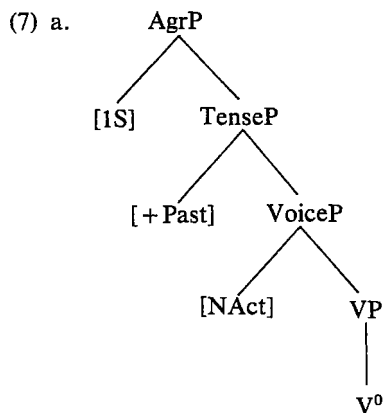 (7) a. AgrP
[1S] TenseP
[+Past] VoiceP
[NAct] VP
V⁰